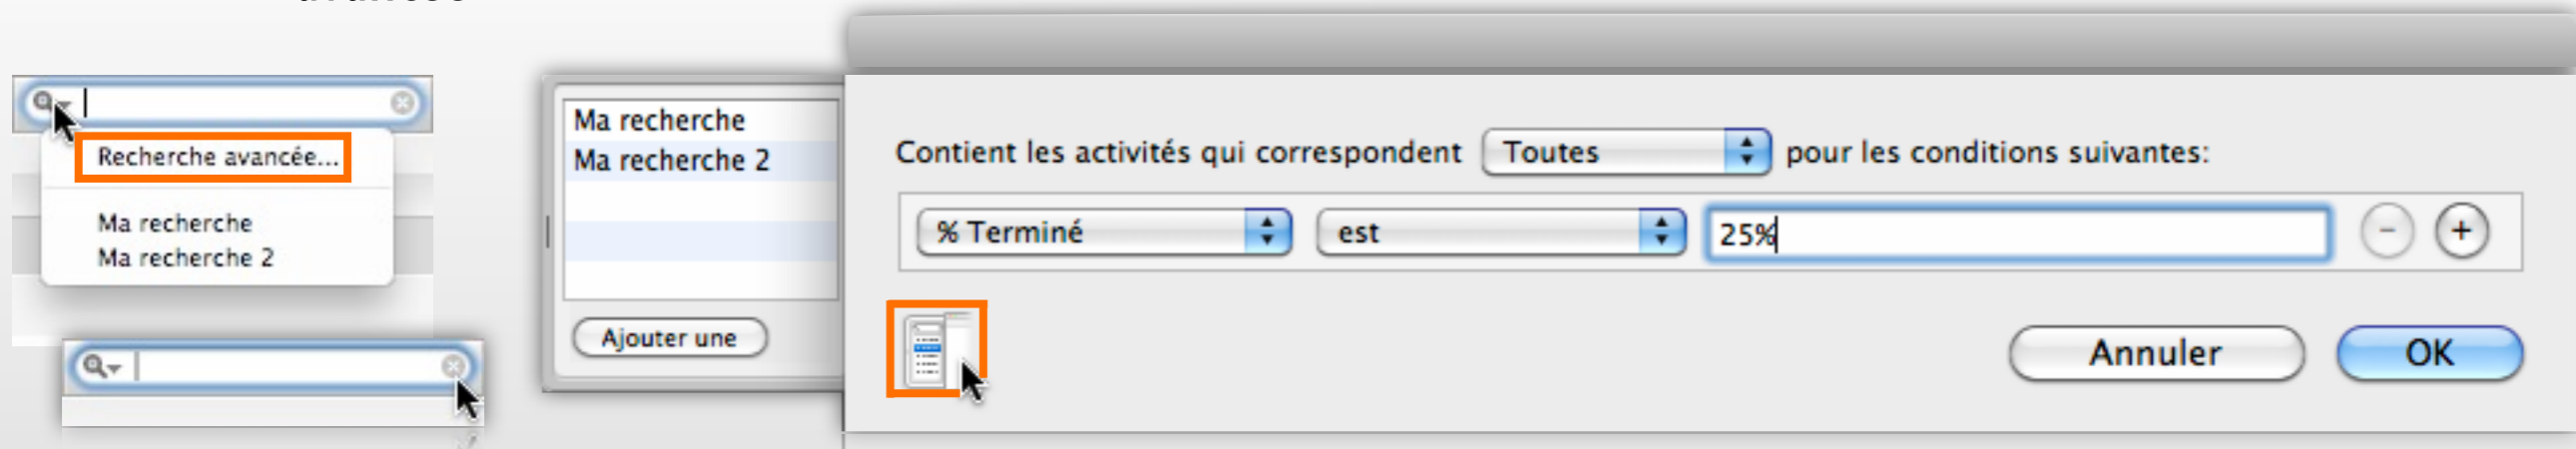 Recherche avancée...
Ma recherche
Ma recherche 2
Ma recherche
Ma recherche 2
Ajouter une
Contient les activités qui correspondent Toutes pour les conditions suivantes:
% Terminé est 25% - +
Annuler OK